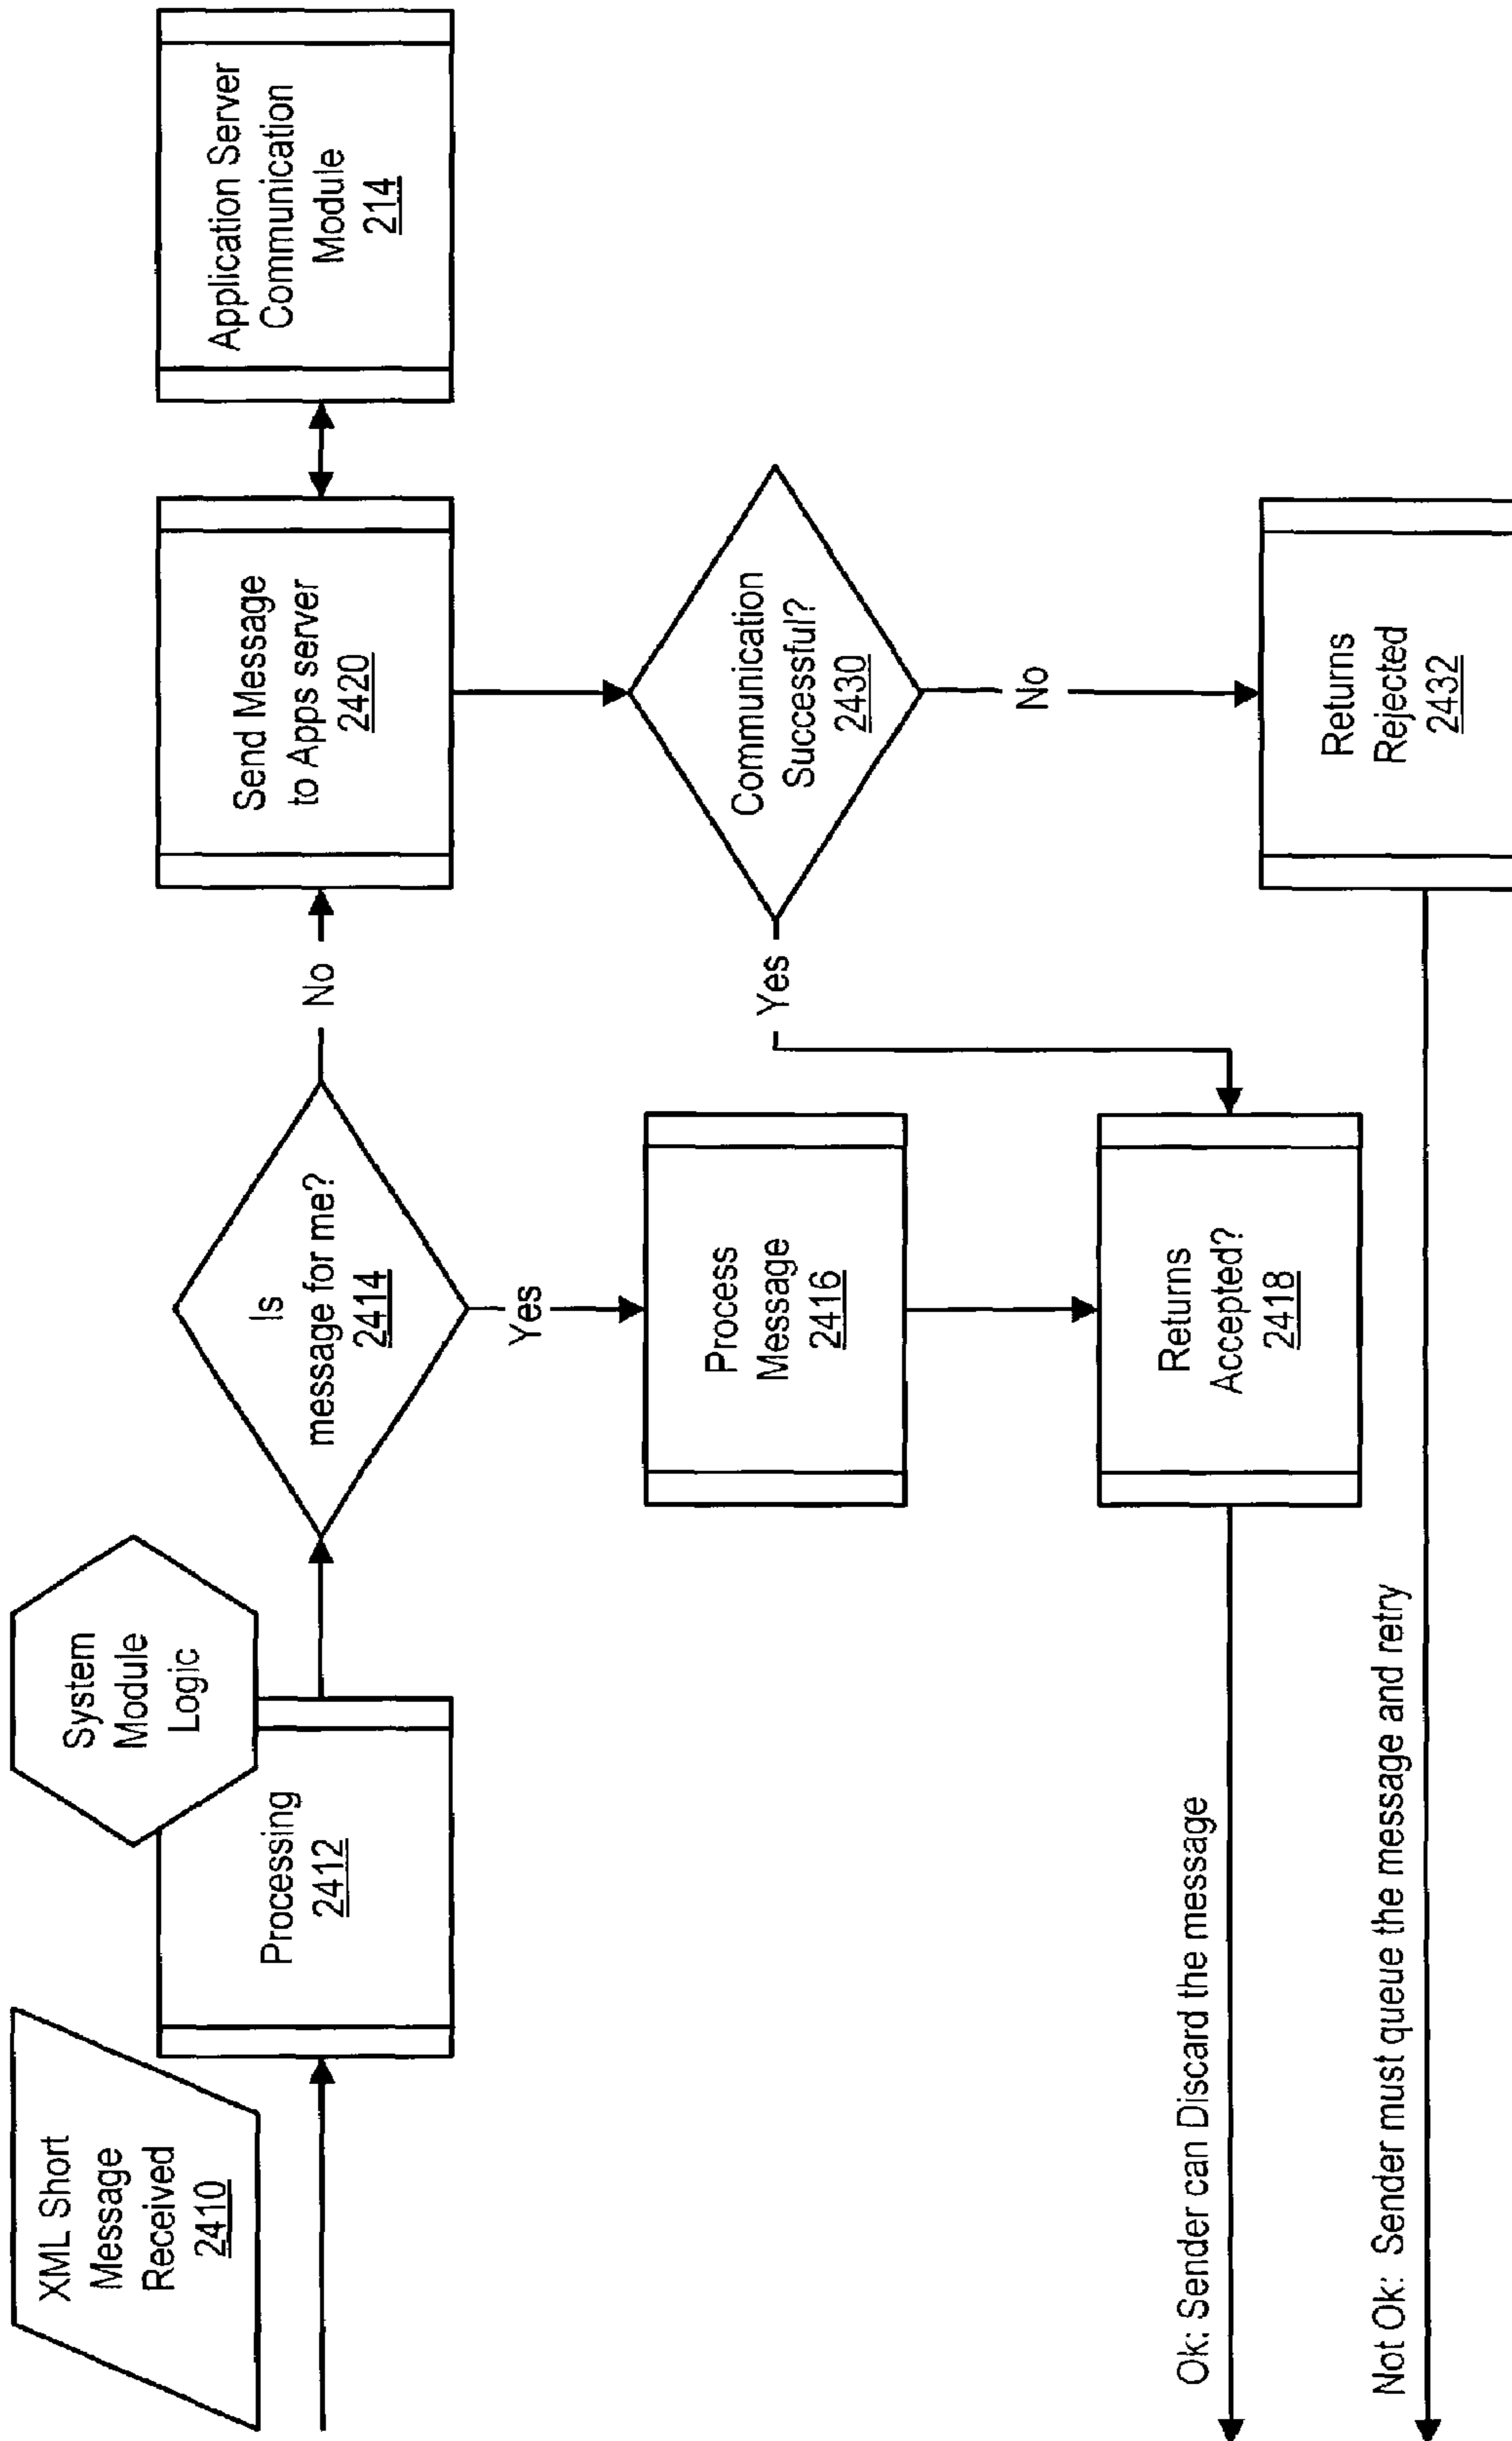 XML Short
Message
Received
2410
System
Module
Logic
Processing
2412
Is
message for me?
2414
No
Yes
Send Message
to Apps server
2420
Application Server
Communication
Module
214
Process
Message
2416
Communication
Successful?
2430
Yes
No
Returns
Accepted?
2418
Returns
Rejected
2432
Ok: Sender can Discard the message
Not Ok: Sender must queue the message and retry